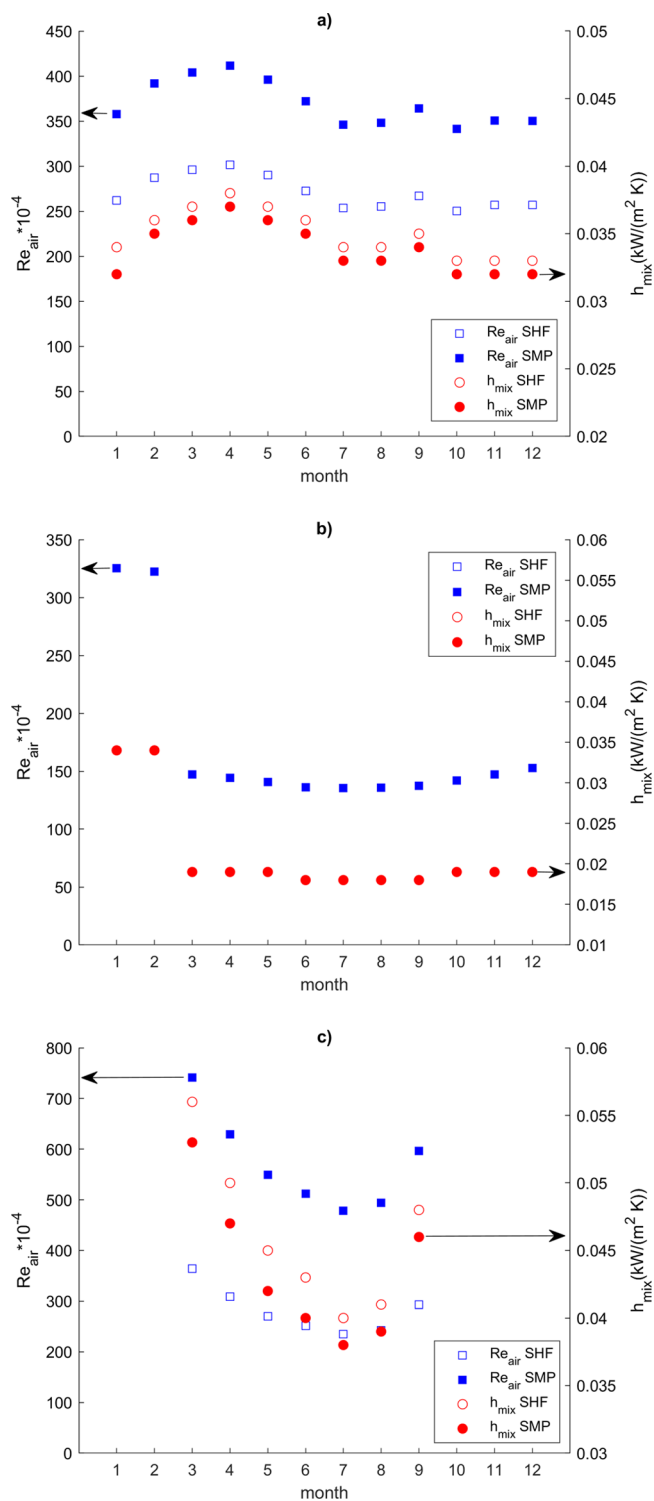 a)
450
400
350
300
250
200
150
100
50
0
Re_air*10^-4
0.05
0.045
0.04
0.035
0.03
0.025
0.02
h_mix(kW/(m^2 K))
Re_air SHF
Re_air SMP
h_mix SHF
h_mix SMP
1 2 3 4 5 6 7 8 9 10 11 12
month
b)
350
300
250
200
150
100
50
0
Re_air*10^-4
0.06
0.055
0.05
0.045
0.04
0.035
0.03
0.025
0.02
0.015
0.01
h_mix(kW/(m^2 K))
Re_air SHF
Re_air SMP
h_mix SHF
h_mix SMP
1 2 3 4 5 6 7 8 9 10 11 12
month
c)
800
700
600
500
400
300
200
100
0
Re_air*10^-4
0.06
0.055
0.05
0.045
0.04
0.035
0.03
h_mix(kW/(m^2 K))
Re_air SHF
Re_air SMP
h_mix SHF
h_mix SMP
1 2 3 4 5 6 7 8 9 10 11 12
month